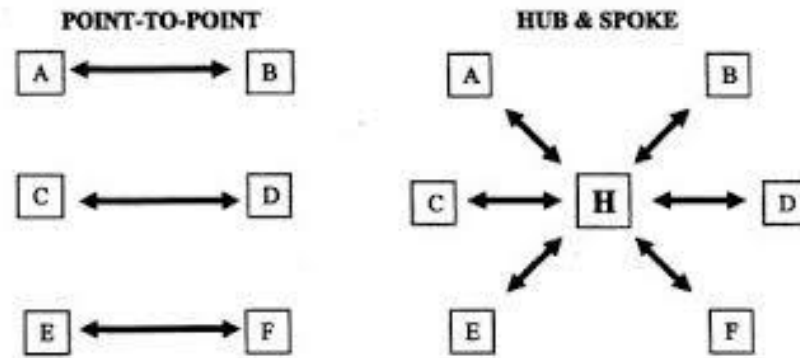 POINT-TO-POINT
A B
C D
E F
HUB & SPOKE
A B
C H D
E F